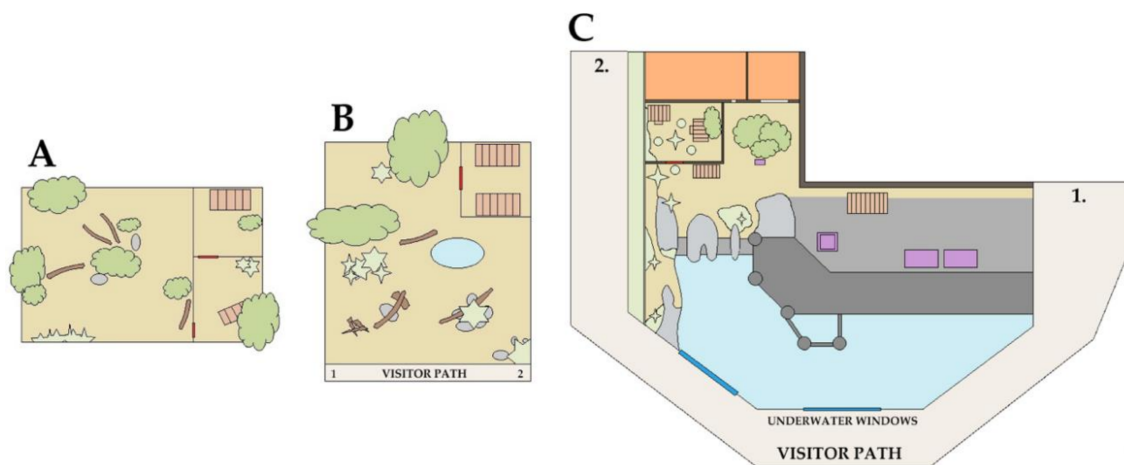 A
B
1 VISITOR PATH 2
C
2.
1.
UNDERWATER WINDOWS
VISITOR PATH